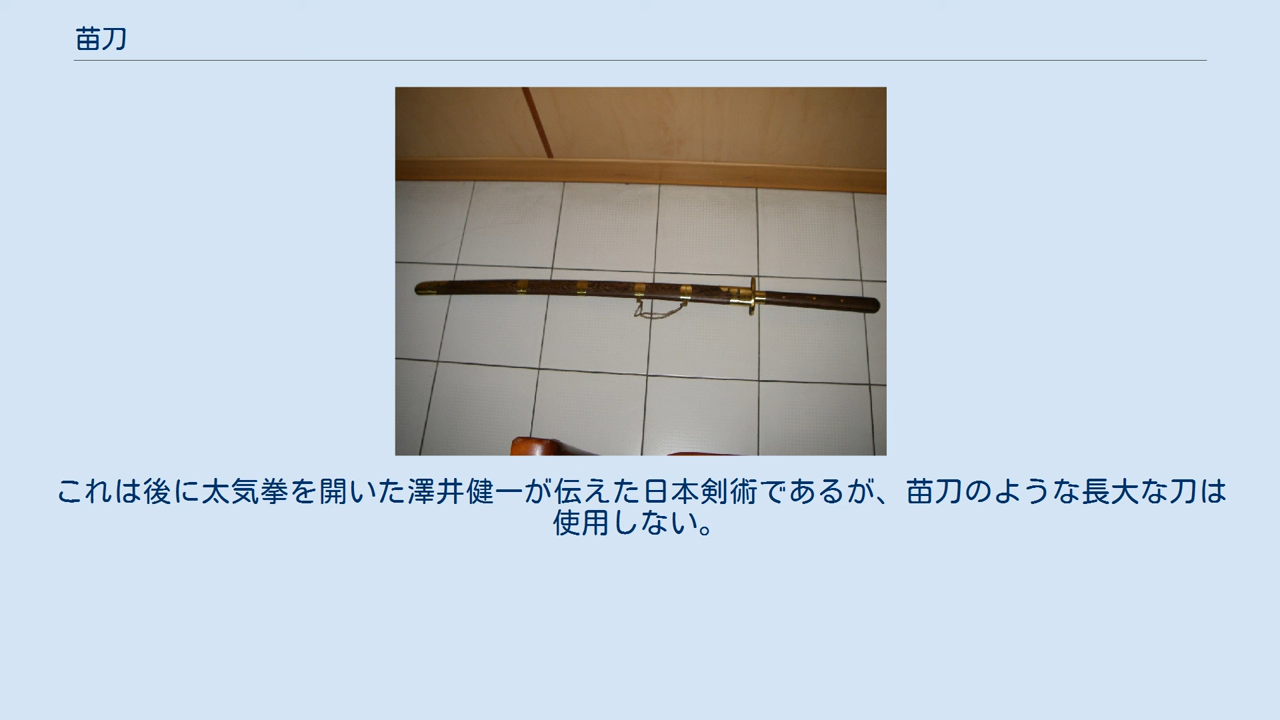 苗刀
これは後に太気拳を開いた澤井健一が伝えた日本剣術であるが、苗刀のような長大な刀は
使用しない。